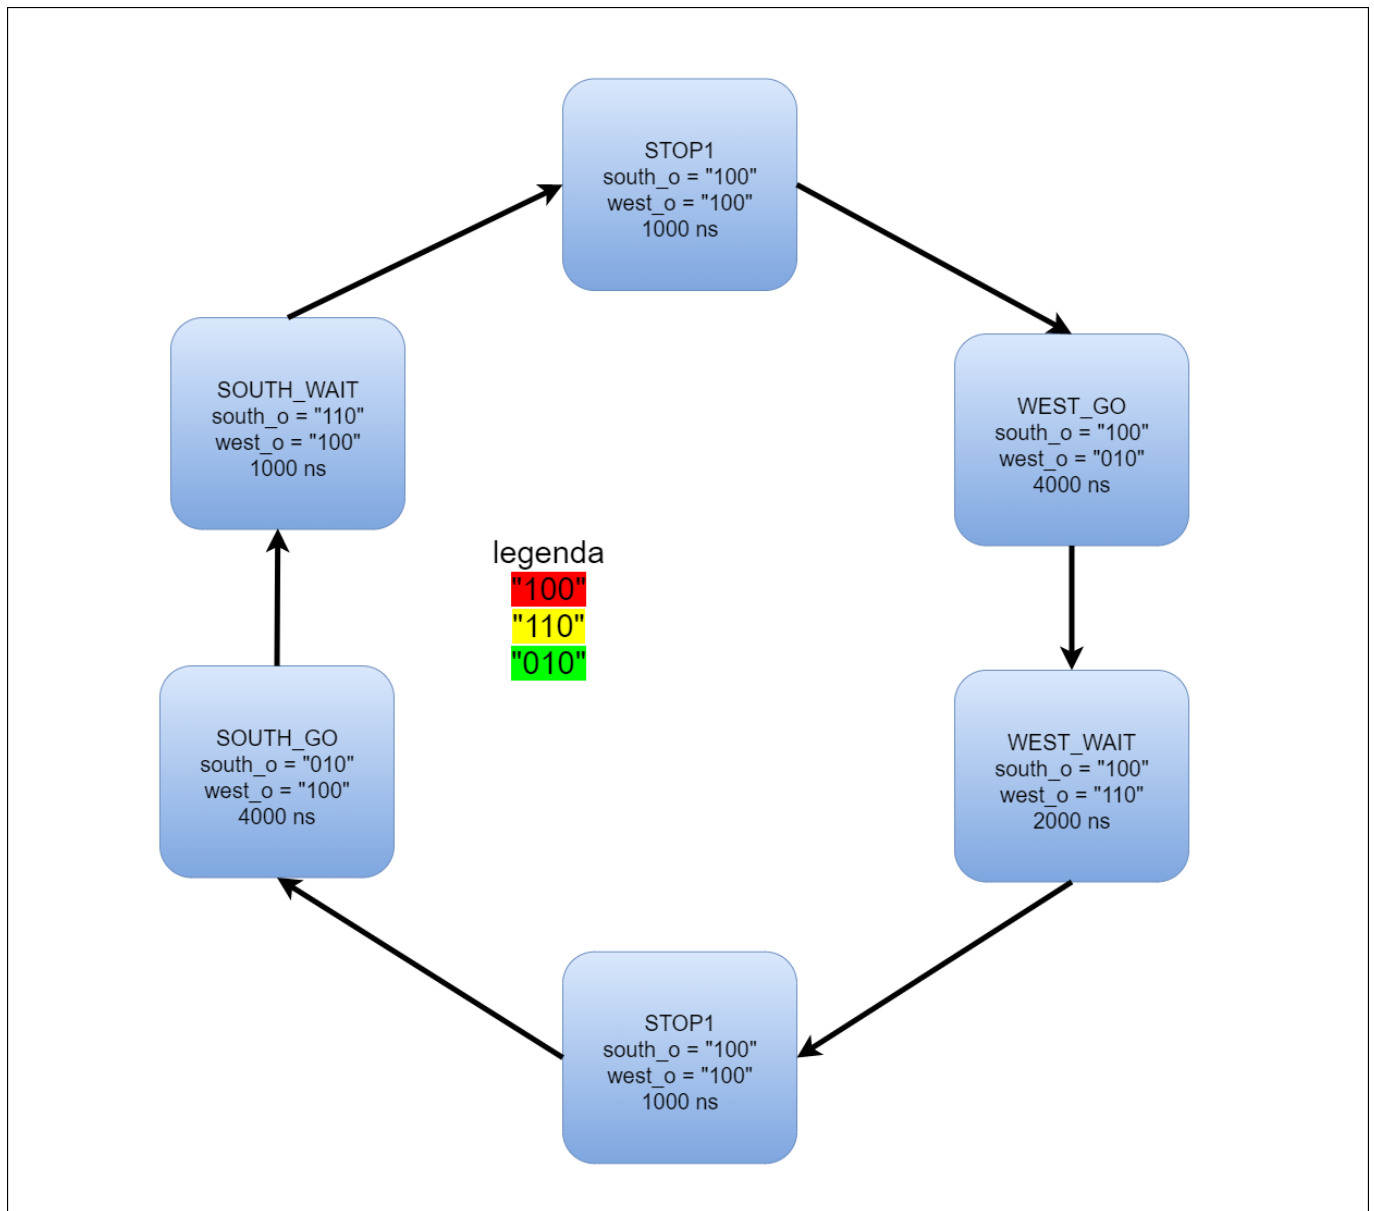 STOP1
south_o = "100"
west_o = "100"
1000 ns
SOUTH_WAIT
south_o = "110"
west_o = "100"
1000 ns
WEST_GO
south_o = "100"
west_o = "010"
4000 ns
legenda
"100"
"110"
"010"
SOUTH_GO
south_o = "010"
west_o = "100"
4000 ns
WEST_WAIT
south_o = "100"
west_o = "110"
2000 ns
STOP1
south_o = "100"
west_o = "100"
1000 ns